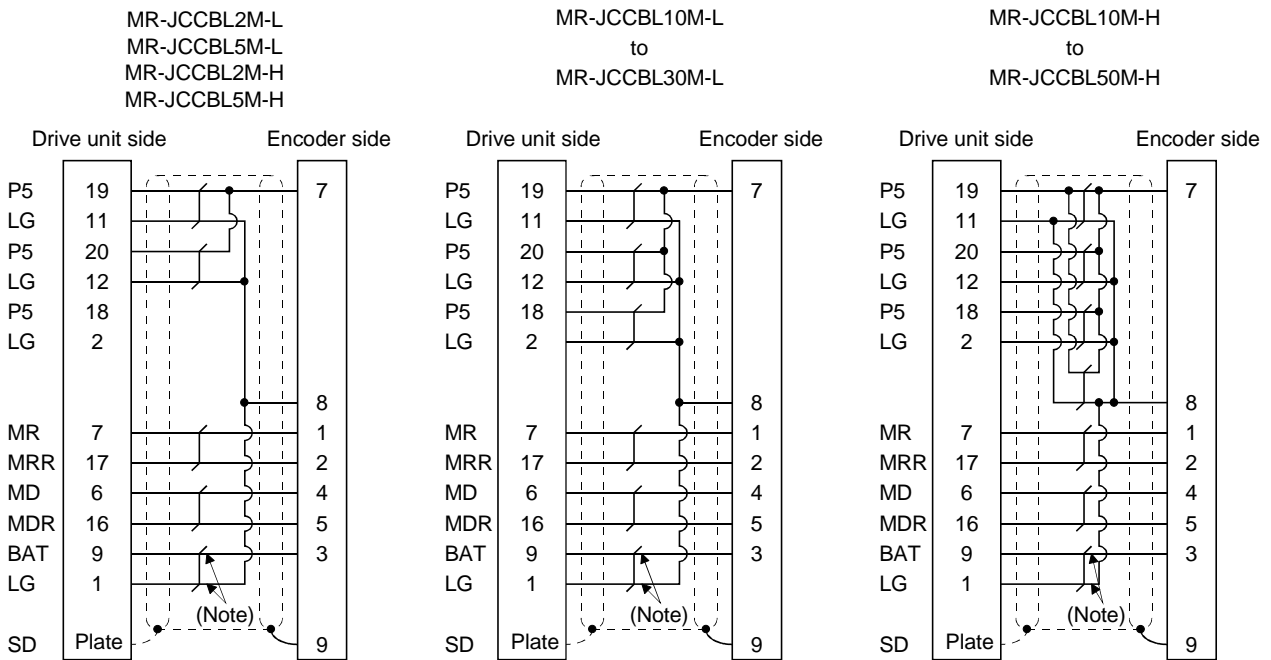 MR-JCCBL2M-L
MR-JCCBL5M-L
MR-JCCBL2M-H
MR-JCCBL5M-H
Drive unit side Encoder side
P5 19 7
LG 11
P5 20
LG 12
P5 18
LG 2
8
MR 7 1
MRR 17 2
MD 6 4
MDR 16 5
BAT 9 3
LG 1
(Note)
SD Plate 9
MR-JCCBL10M-L
to
MR-JCCBL30M-L
Drive unit side Encoder side
P5 19 7
LG 11
P5 20
LG 12
P5 18
LG 2
8
MR 7 1
MRR 17 2
MD 6 4
MDR 16 5
BAT 9 3
LG 1
(Note)
SD Plate 9
MR-JCCBL10M-H
to
MR-JCCBL50M-H
Drive unit side Encoder side
P5 19 7
LG 11
P5 20
LG 12
P5 18
LG 2
8
MR 7 1
MRR 17 2
MD 6 4
MDR 16 5
BAT 9 3
LG 1
(Note)
SD Plate 9